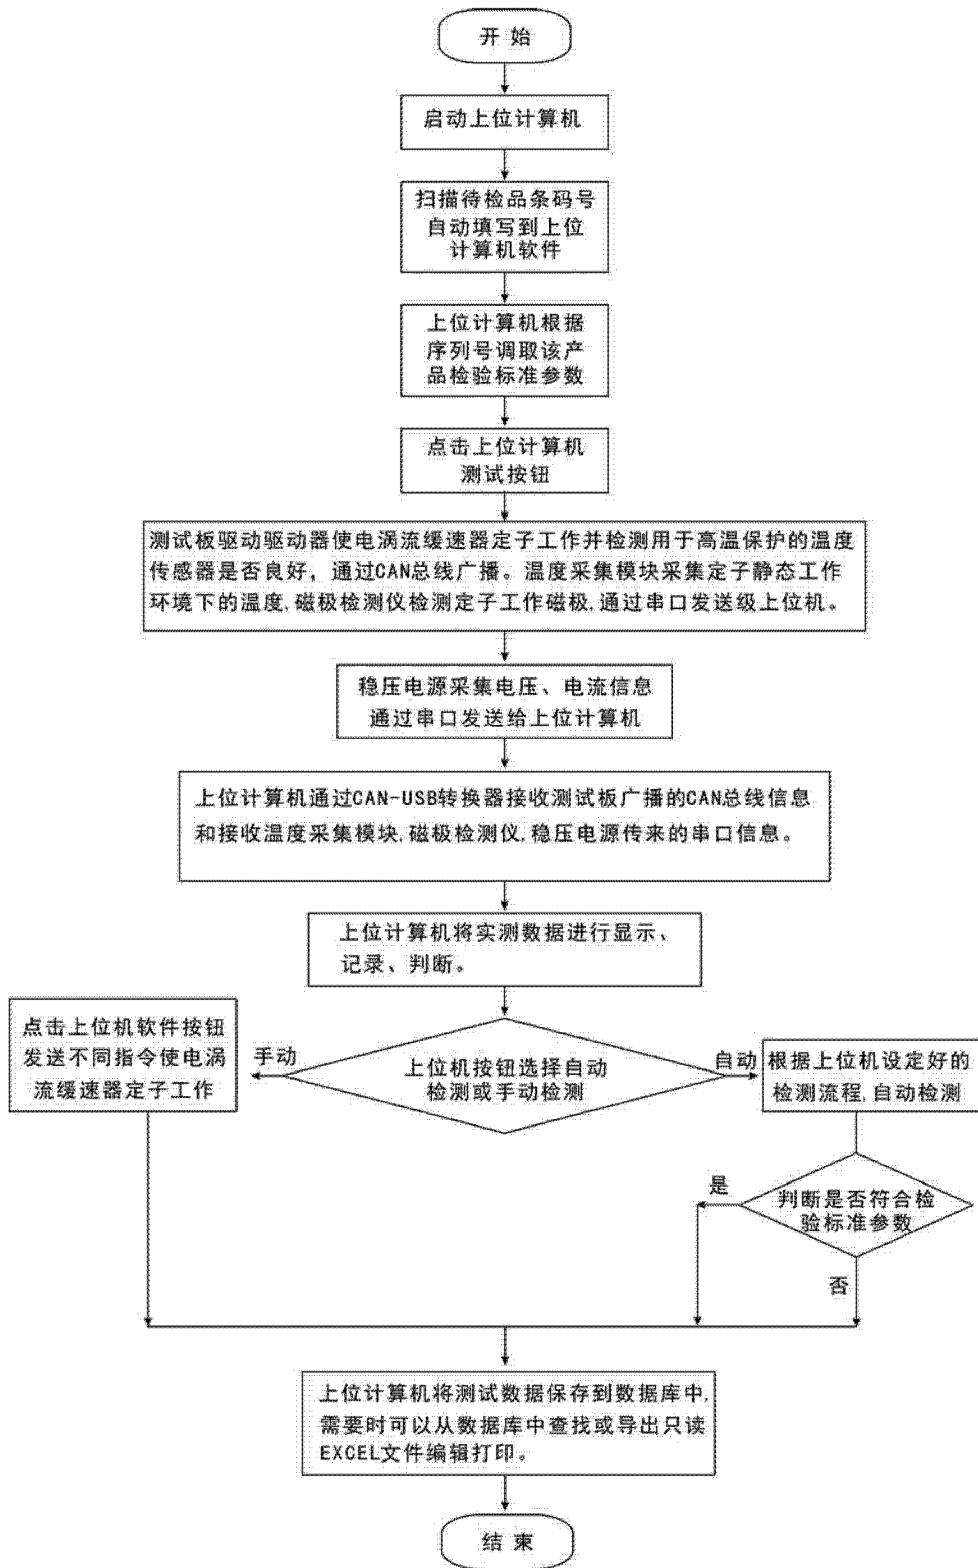 开 始
启动上位计算机
扫描待检品条码号
自动填写到上位
计算机软件
上位计算机根据
序列号调取该产
品检验标准参数
点击上位计算机
测试按钮
测试板驱动驱动器使电涡流缓速器定子工作并检测用于高温保护的温度
传感器是否良好，通过CAN总线广播。温度采集模块采集定子静态工作
环境下的温度,磁极检测仪检测定子工作磁极,通过串口发送级上位机。
稳压电源采集电压、电流信息
通过串口发送给上位计算机
上位计算机通过CAN-USB转换器接收测试板广播的CAN总线信息
和接收温度采集模块,磁极检测仪,稳压电源传来的串口信息。
上位计算机将实测数据进行显示、
记录、判断。
点击上位机软件按钮
发送不同指令使电涡
流缓速器定子工作
手动
上位机按钮选择自动
检测或手动检测
自动
根据上位机设定好的
检测流程,自动检测
是
判断是否符合检
验标准参数
否
上位计算机将测试数据保存到数据库中,
需要时可以从数据库中查找或导出只读
EXCEL文件编辑打印。
结 束